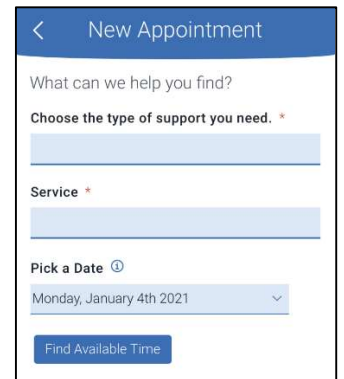 New Appointment
What can we help you find?
Choose the type of support you need. *
Service *
Pick a Date
Monday, January 4th 2021
Find Available Time